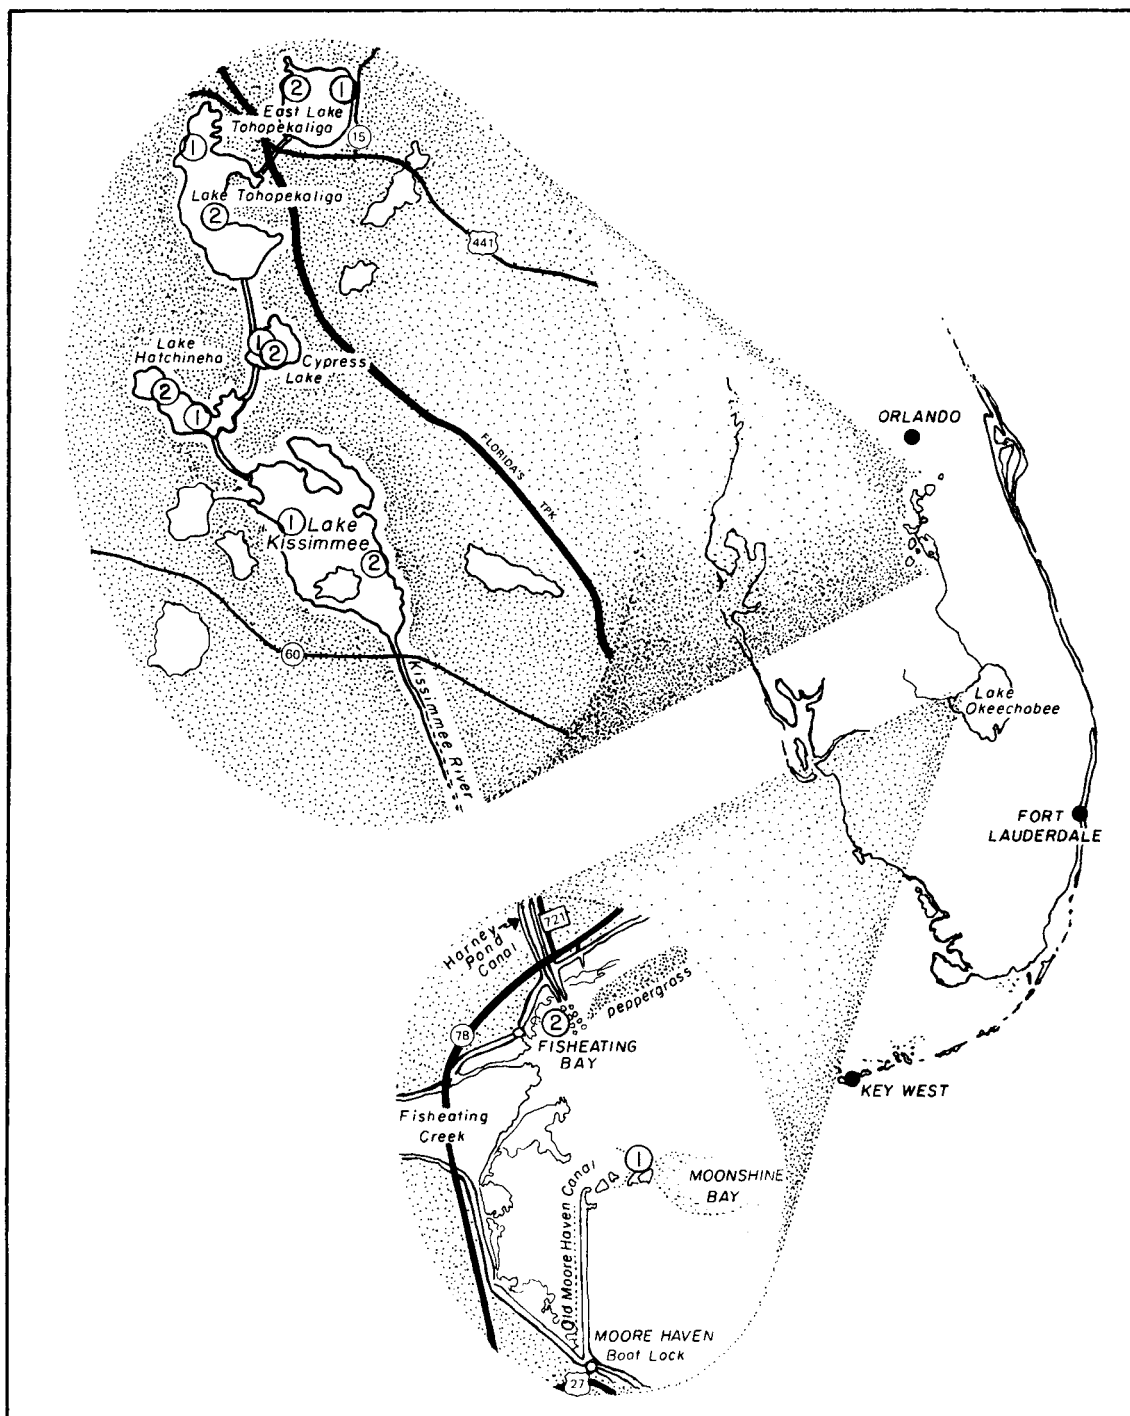 2
1
East Lake
Tohopekaliga
15
1
Lake Tohopekaliga
2
441
Lake
Hatchineha
1
2
Cypress
Lake
2
1
FLORIDA'S
TPK
1
Lake
Kissimmee
2
60
Kissimmee River
ORLANDO
Lake
Okeechobee
FORT
LAUDERDALE
KEY WEST
721
Harney
Pond
Canal
peppergrass
2
78
FISHEATING
BAY
Fisheating
Creek
1
MOONSHINE
BAY
Old Moore Haven Canal
MOORE HAVEN
Boat Lock
27